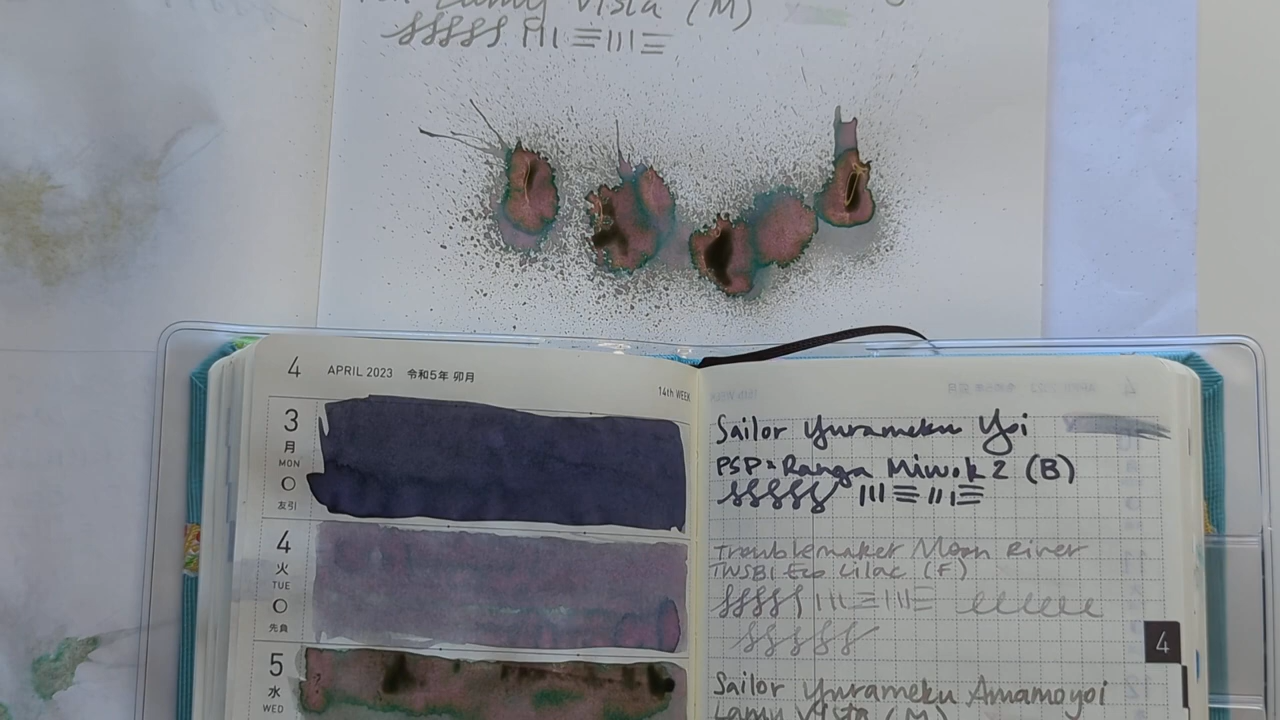 Lamy Vista (M)
4 APRIL 2023 令和5年 卯月
14th WEEK
3
月
MON
友引
4
火
TUE
先負
5
水
WED
Sailor Yurameku Yoi
PSP × Ranga Miwok 2 (B)
Troublemaker Moon River
TWSBI Eco Lilac (F)
4
Sailor Yurameku Amamoyoi
Lamy Vista (M)